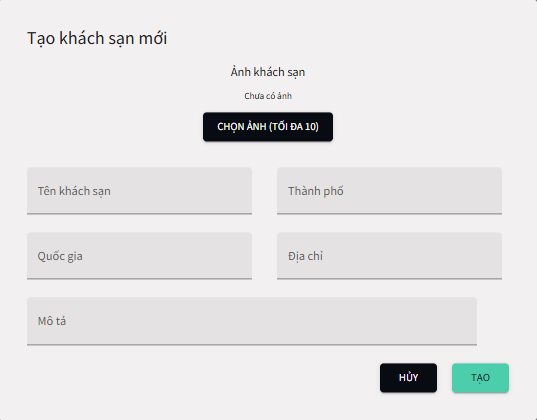 Tạo khách sạn mới
Ảnh khách sạn
Chưa có ảnh
CHỌN ẢNH (TỐI ĐA 10)
Tên khách sạn
Thành phố
Quốc gia
Địa chỉ
Mô tả
HỦY
TẠO